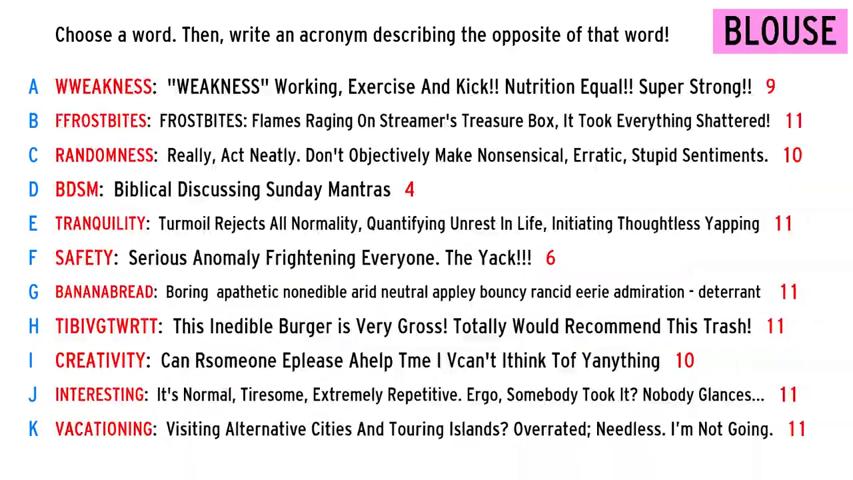 Choose a word. Then, write an acronym describing the opposite of that word!
BLOUSE
A WWEAKNESS: "WEAKNESS" Working, Exercise And Kick!! Nutrition Equal!! Super Strong!! 9
B FFROSTBITES: FROSTBITES: Flames Raging On Streamer's Treasure Box, It Took Everything Shattered! 11
C RANDOMNESS: Really, Act Neatly. Don't Objectively Make Nonsensical, Erratic, Stupid Sentiments. 10
D BDSM: Biblical Discussing Sunday Mantras 4
E TRANQUILITY: Turmoil Rejects All Normality, Quantifying Unrest In Life, Initiating Thoughtless Yapping 11
F SAFETY: Serious Anomaly Frightening Everyone. The Yack!!! 6
G BANANABREAD: Boring apathetic nonedible arid neutral appley bouncy rancid eerie admiration - deterrant 11
H TIBIVGTWRTT: This Inedible Burger is Very Gross! Totally Would Recommend This Trash! 11
I CREATIVITY: Can Rsomeone Eplease Ahelp Tme I Vcan't Ithink Tof Yanything 10
J INTERESTING: It's Normal, Tiresome, Extremely Repetitive. Ergo, Somebody Took It? Nobody Glances... 11
K VACATIONING: Visiting Alternative Cities And Touring Islands? Overrated; Needless. I'm Not Going. 11